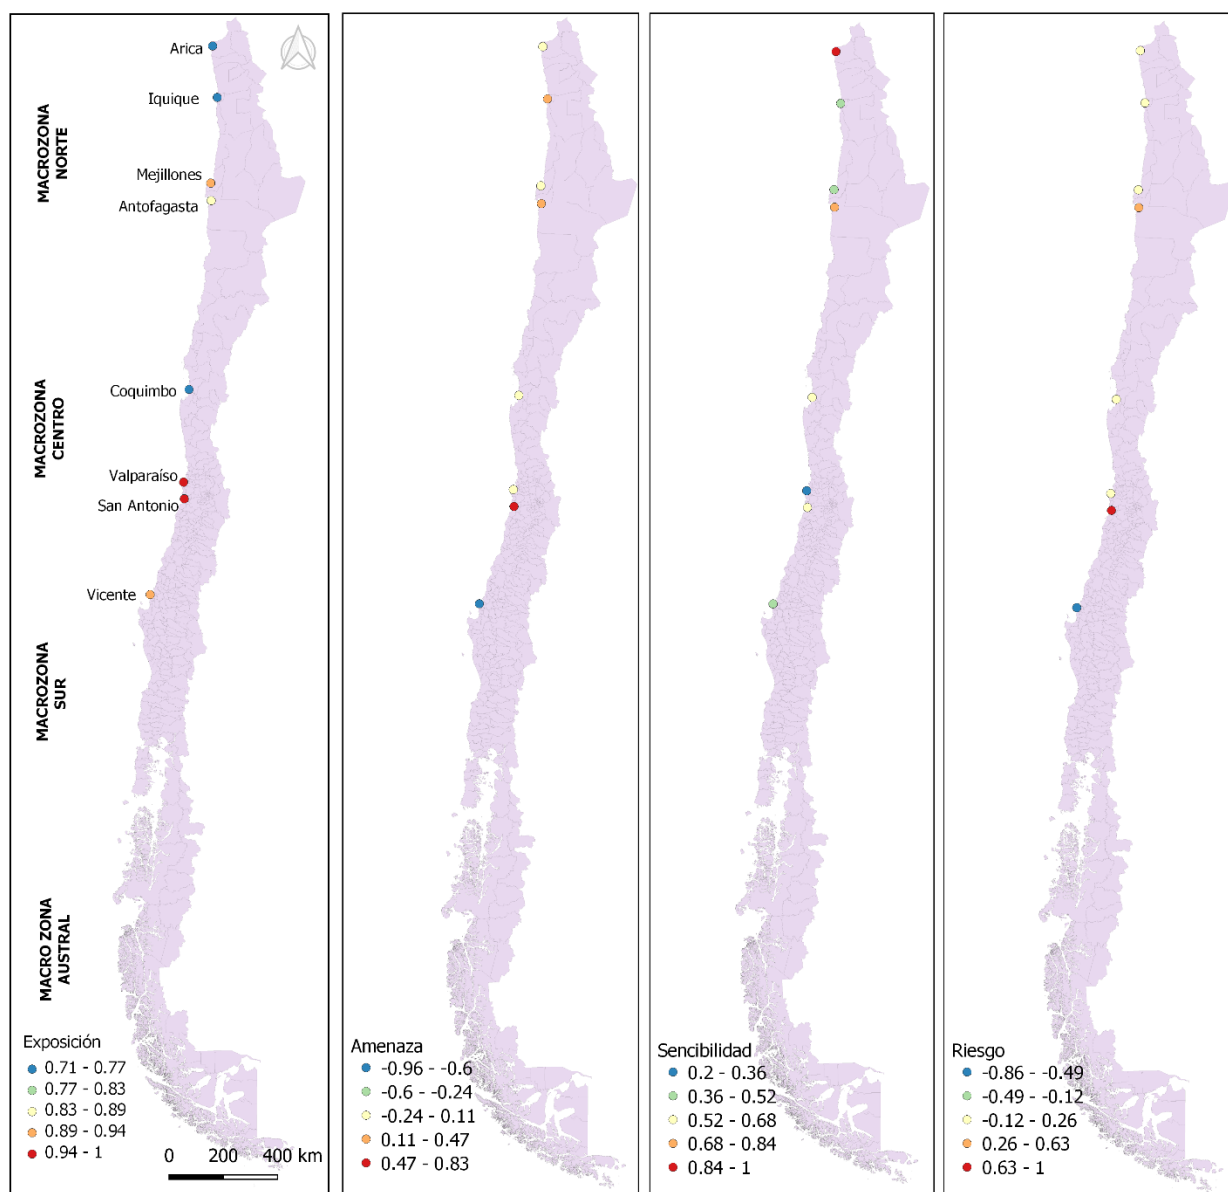 Arica
Iquique
MACROZONA
NORTE
Mejillones
Antofagasta
Coquimbo
MACROZONA
CENTRO
Valparaíso
San Antonio
Vicente
MACROZONA
SUR
MACRO ZONA
AUSTRAL
Exposición
0.71 - 0.77
0.77 - 0.83
0.83 - 0.89
0.89 - 0.94
0.94 - 1
0 200 400 km
Amenaza
-0.96 - -0.6
-0.6 - -0.24
-0.24 - 0.11
0.11 - 0.47
0.47 - 0.83
Sencibilidad
0.2 - 0.36
0.36 - 0.52
0.52 - 0.68
0.68 - 0.84
0.84 - 1
Riesgo
-0.86 - -0.49
-0.49 - -0.12
-0.12 - 0.26
0.26 - 0.63
0.63 - 1